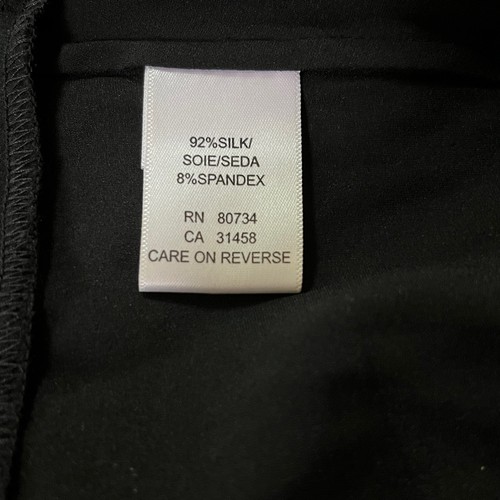 92%SILK/
SOIE/SEDA
8%SPANDEX
RN 80734
CA 31458
CARE ON REVERSE